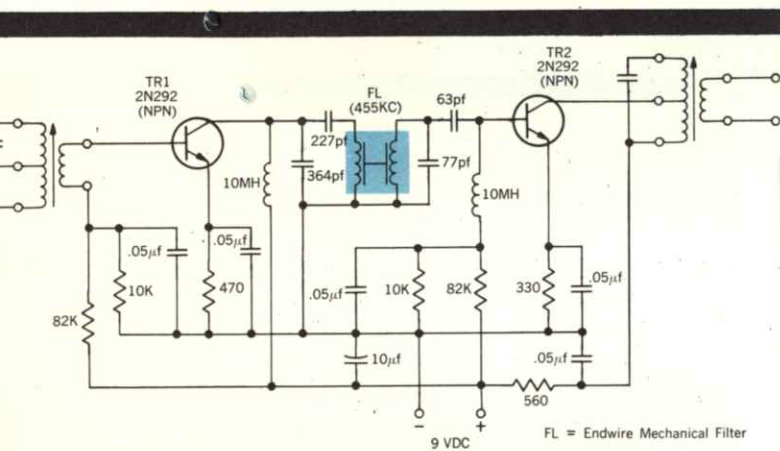 TR1
2N292
(NPN)
FL
(455KC)
63pf
TR2
2N292
(NPN)
227pf
364pf
77pf
10MH
10MH
.05µf
.05µf
10K
470
82K
.05µf
10K
82K
330
.05µf
10µf
.05µf
560
−
+
9 VDC
FL = Endwire Mechanical Filter